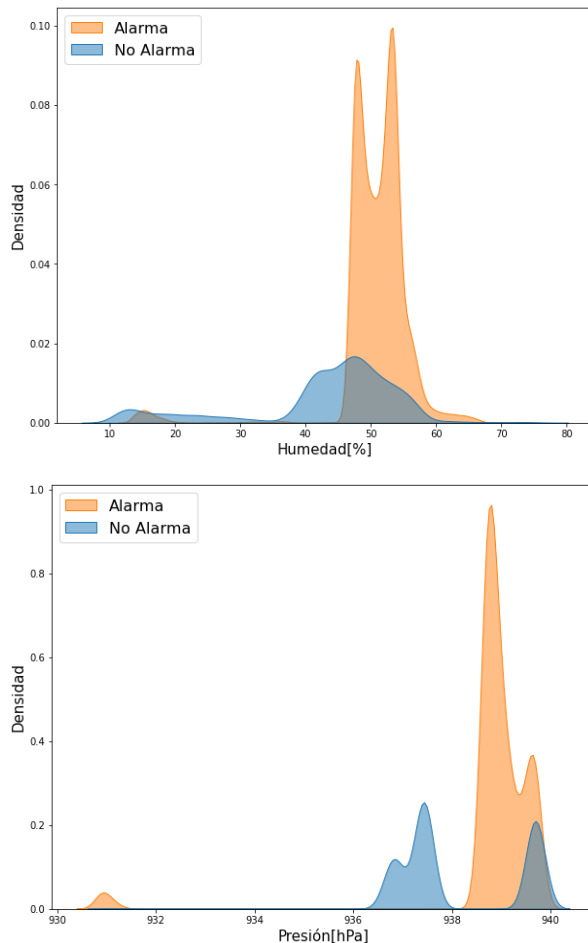 0.10
0.08
0.06
0.04
0.02
0.00
Densidad
Alarma
No Alarma
10 20 30 40 50 60 70 80
Humedad[%]
1.0
0.8
0.6
0.4
0.2
0.0
Densidad
Alarma
No Alarma
930 932 934 936 938 940
Presión[hPa]